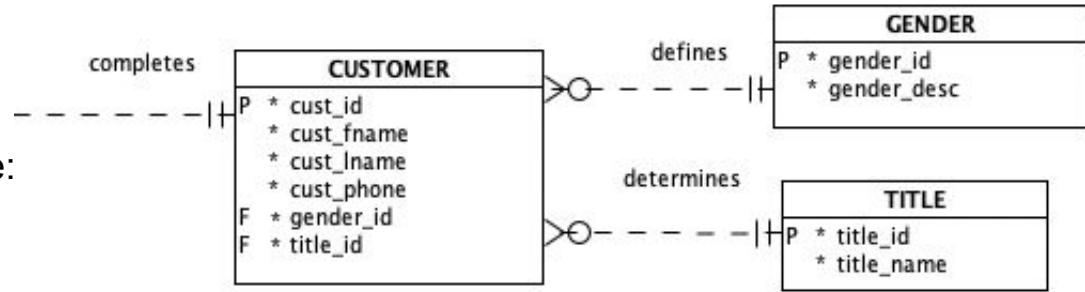 completes
CUSTOMER
P * cust_id
* cust_fname
* cust_lname
* cust_phone
F * gender_id
F * title_id
defines
GENDER
P * gender_id
* gender_desc
determines
TITLE
P * title_id
* title_name
e: